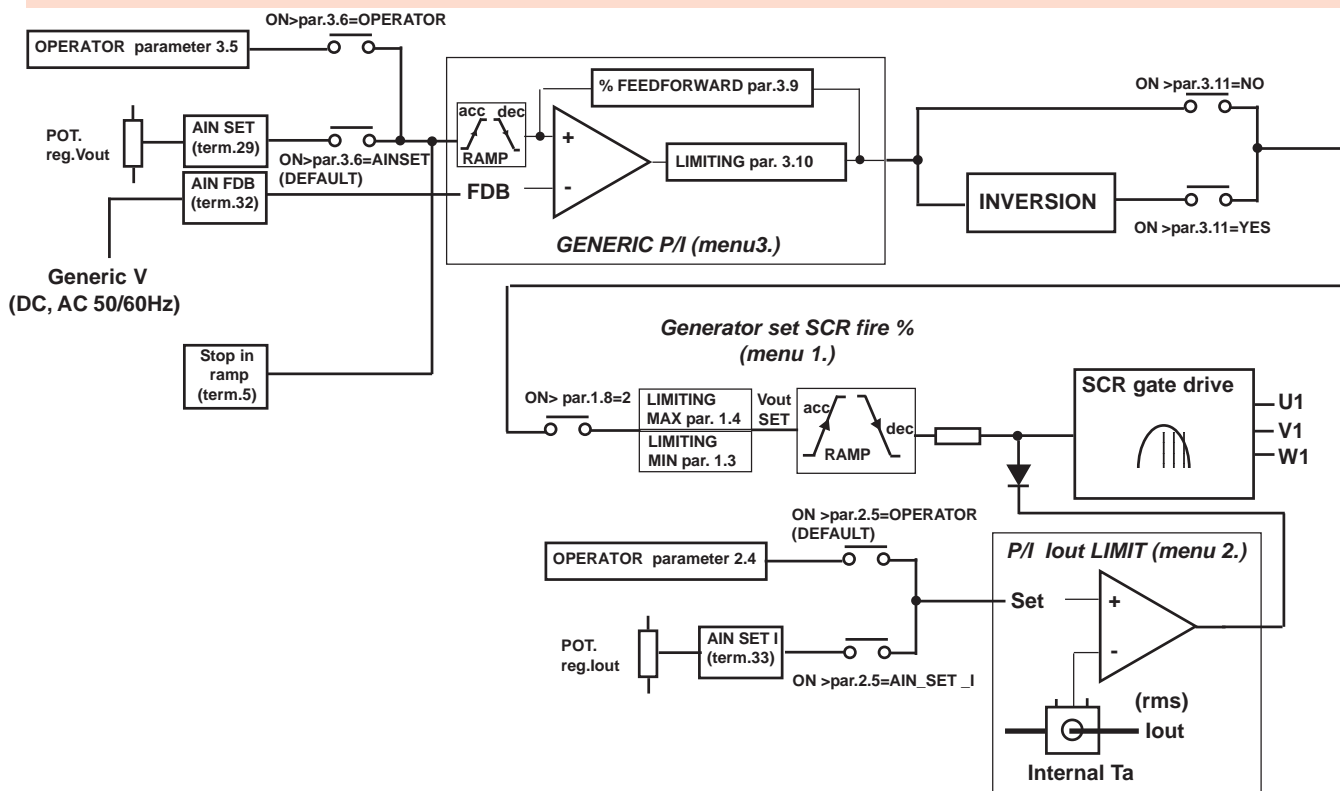 ON>par.3.6=OPERATOR
OPERATOR parameter 3.5
POT.
reg.Vout
AIN SET
(term.29)
ON>par.3.6=AINSET
(DEFAULT)
AIN FDB
(term.32)
Generic V
(DC, AC 50/60Hz)
Stop in
ramp
(term.5)
acc dec
RAMP
% FEEDFORWARD par.3.9
+
-
FDB
LIMITING par. 3.10
GENERIC P/I (menu3.)
ON >par.3.11=NO
INVERSION
ON >par.3.11=YES
Generator set SCR fire %
(menu 1.)
ON> par.1.8=2
LIMITING
MAX par. 1.4
LIMITING
MIN par. 1.3
Vout
SET
acc
dec
RAMP
SCR gate drive
U1
V1
W1
ON >par.2.5=OPERATOR
(DEFAULT)
OPERATOR parameter 2.4
POT.
reg.Iout
AIN SET I
(term.33)
ON >par.2.5=AIN_SET _I
P/I Iout LIMIT (menu 2.)
Set
+
-
(rms)
Iout
Internal Ta